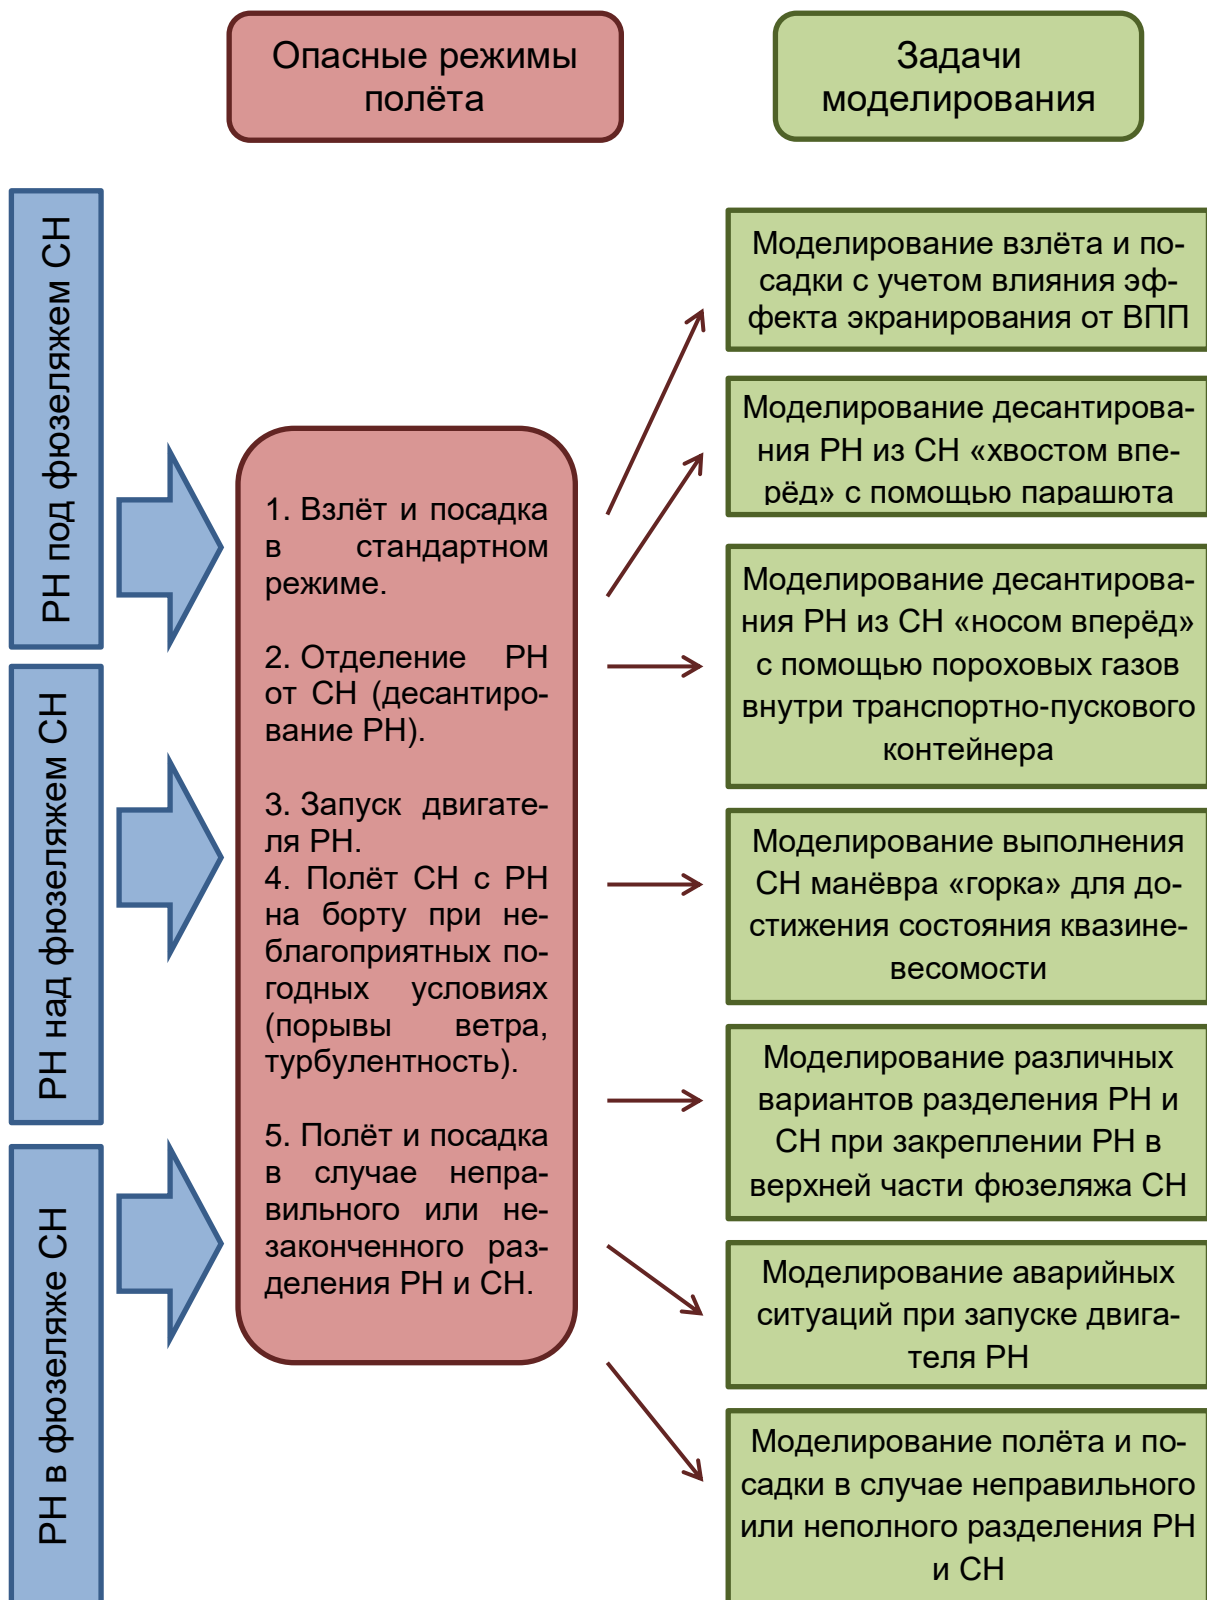 Опасные режимы
полёта
Задачи
моделирования
РН под фюзеляжем СН
РН над фюзеляжем СН
РН в фюзеляже СН
1. Взлёт и посадка
в стандартном
режиме.
2. Отделение РН
от СН (десантиро-
вание РН).
3. Запуск двигате-
ля РН.
4. Полёт СН с РН
на борту при не-
благоприятных по-
годных условиях
(порывы ветра,
турбулентность).
5. Полёт и посадка
в случае непра-
вильного или не-
законченного раз-
деления РН и СН.
Моделирование взлёта и по-
садки с учетом влияния эф-
фекта экранирования от ВПП
Моделирование десантирова-
ния РН из СН «хвостом впе-
рёд» с помощью парашюта
Моделирование десантирова-
ния РН из СН «носом вперёд»
с помощью пороховых газов
внутри транспортно-пускового
контейнера
Моделирование выполнения
СН манёвра «горка» для до-
стижения состояния квазине-
весомости
Моделирование различных
вариантов разделения РН и
СН при закреплении РН в
верхней части фюзеляжа СН
Моделирование аварийных
ситуаций при запуске двига-
теля РН
Моделирование полёта и по-
садки в случае неправильного
или неполного разделения РН
и СН